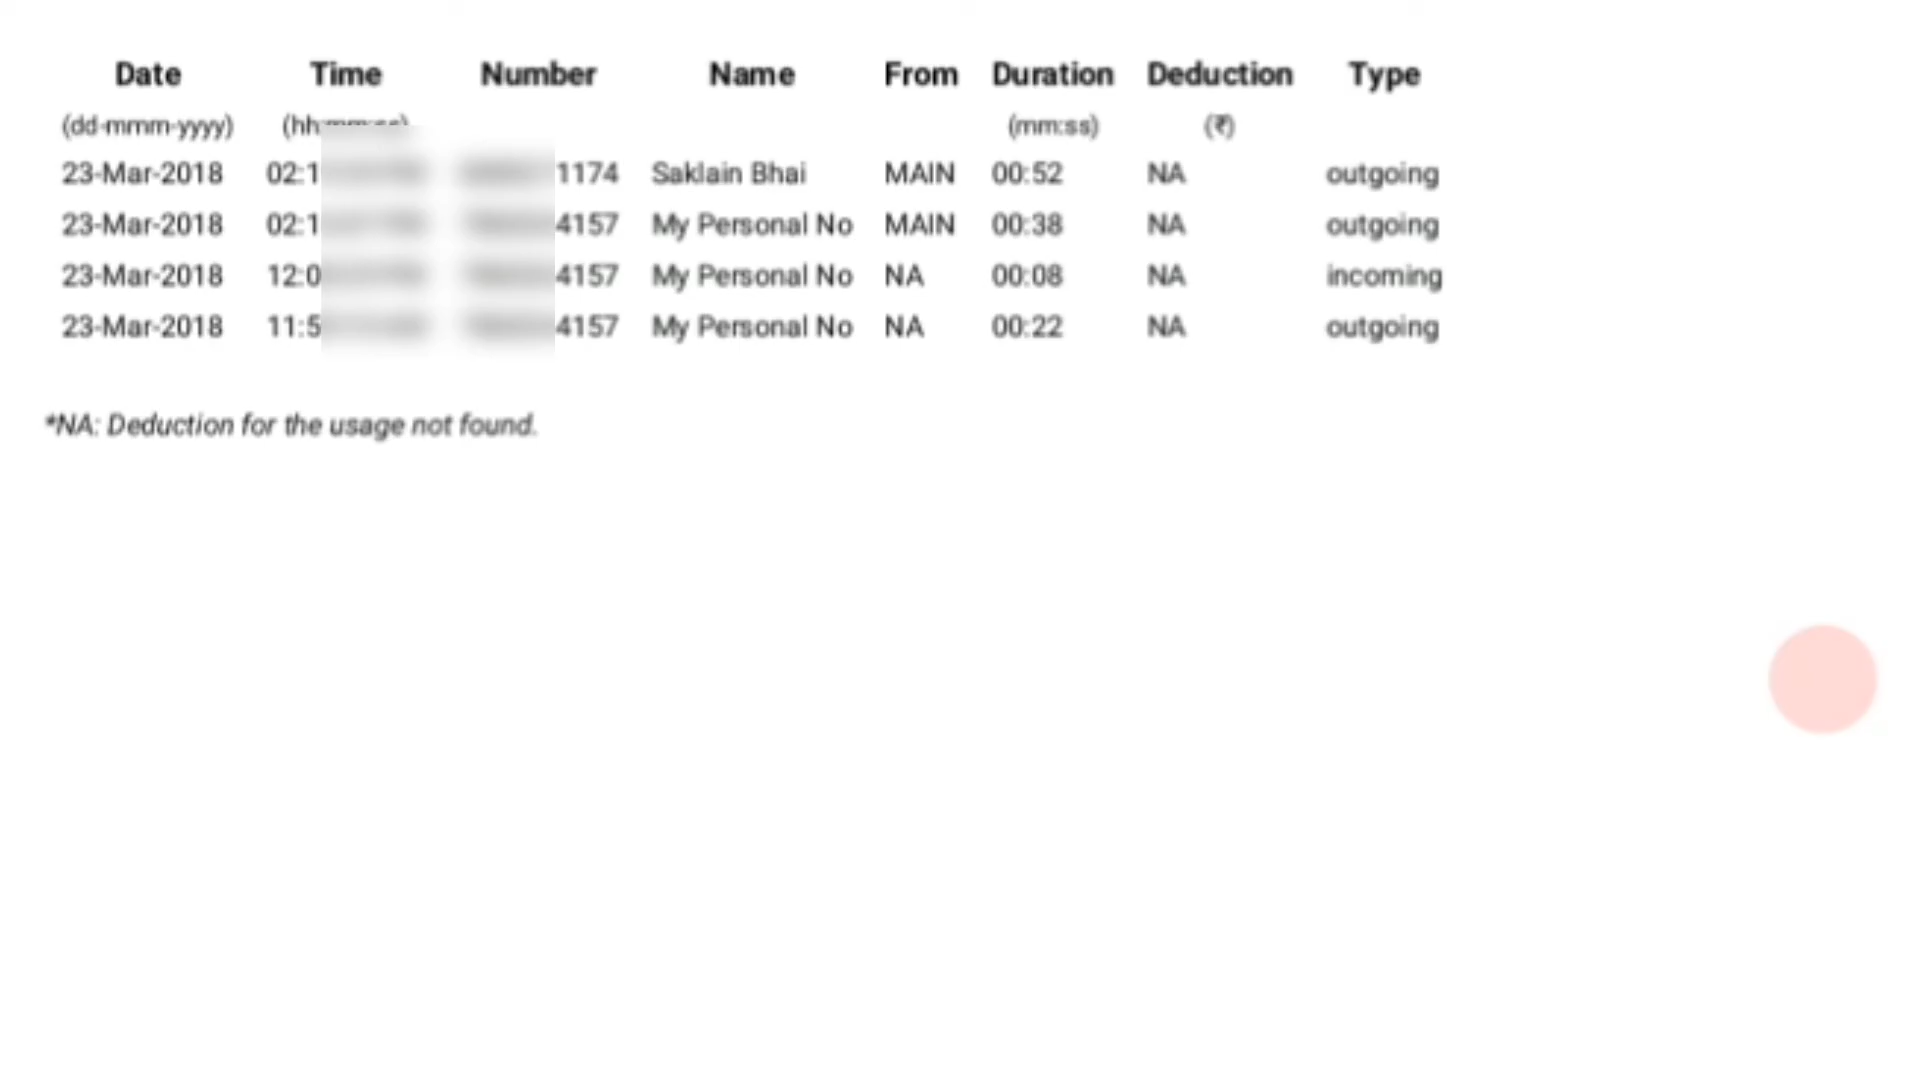 Date Time Number Name From Duration Deduction Type
(dd-mmm-yyyy) (hh:mm:ss) (mm:ss) (₹)
23-Mar-2018 02:1 1174 Saklain Bhai MAIN 00:52 NA outgoing
23-Mar-2018 02:1 4157 My Personal No MAIN 00:38 NA outgoing
23-Mar-2018 12:0 4157 My Personal No NA 00:08 NA incoming
23-Mar-2018 11:5 4157 My Personal No NA 00:22 NA outgoing
*NA: Deduction for the usage not found.